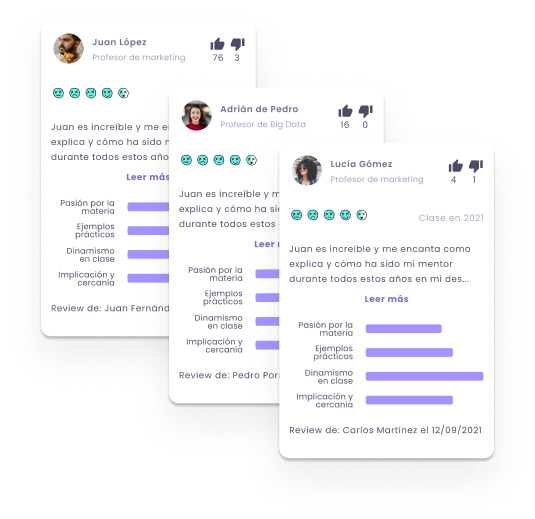 Juan López
Profesor de marketing
76
3
Juan es increíble y me en
explica y cómo ha sido m
durante todos estos año
Leer más
Pasión por la
materia
Ejemplos
prácticos
Dinamismo
en clase
Implicación y
cercanía
Review de: Juan Fernánd
Adrián de Pedro
Profesor de Big Data
16
0
Juan es increíble y m
explica y cómo ha sid
durante todos estos
Leer r
Pasión por la
materia
Ejemplos
prácticos
Dinamismo
en clase
Implicación y
cercanía
Review de: Pedro Porr
Lucía Gómez
Profesor de marketing
4
1
Clase en 2021
Juan es increíble y me encanta como
explica y cómo ha sido mi mentor
durante todos estos años en mi des...
Leer más
Pasión por la
materia
Ejemplos
prácticos
Dinamismo
en clase
Implicación y
cercanía
Review de: Carlos Martínez el 12/09/2021